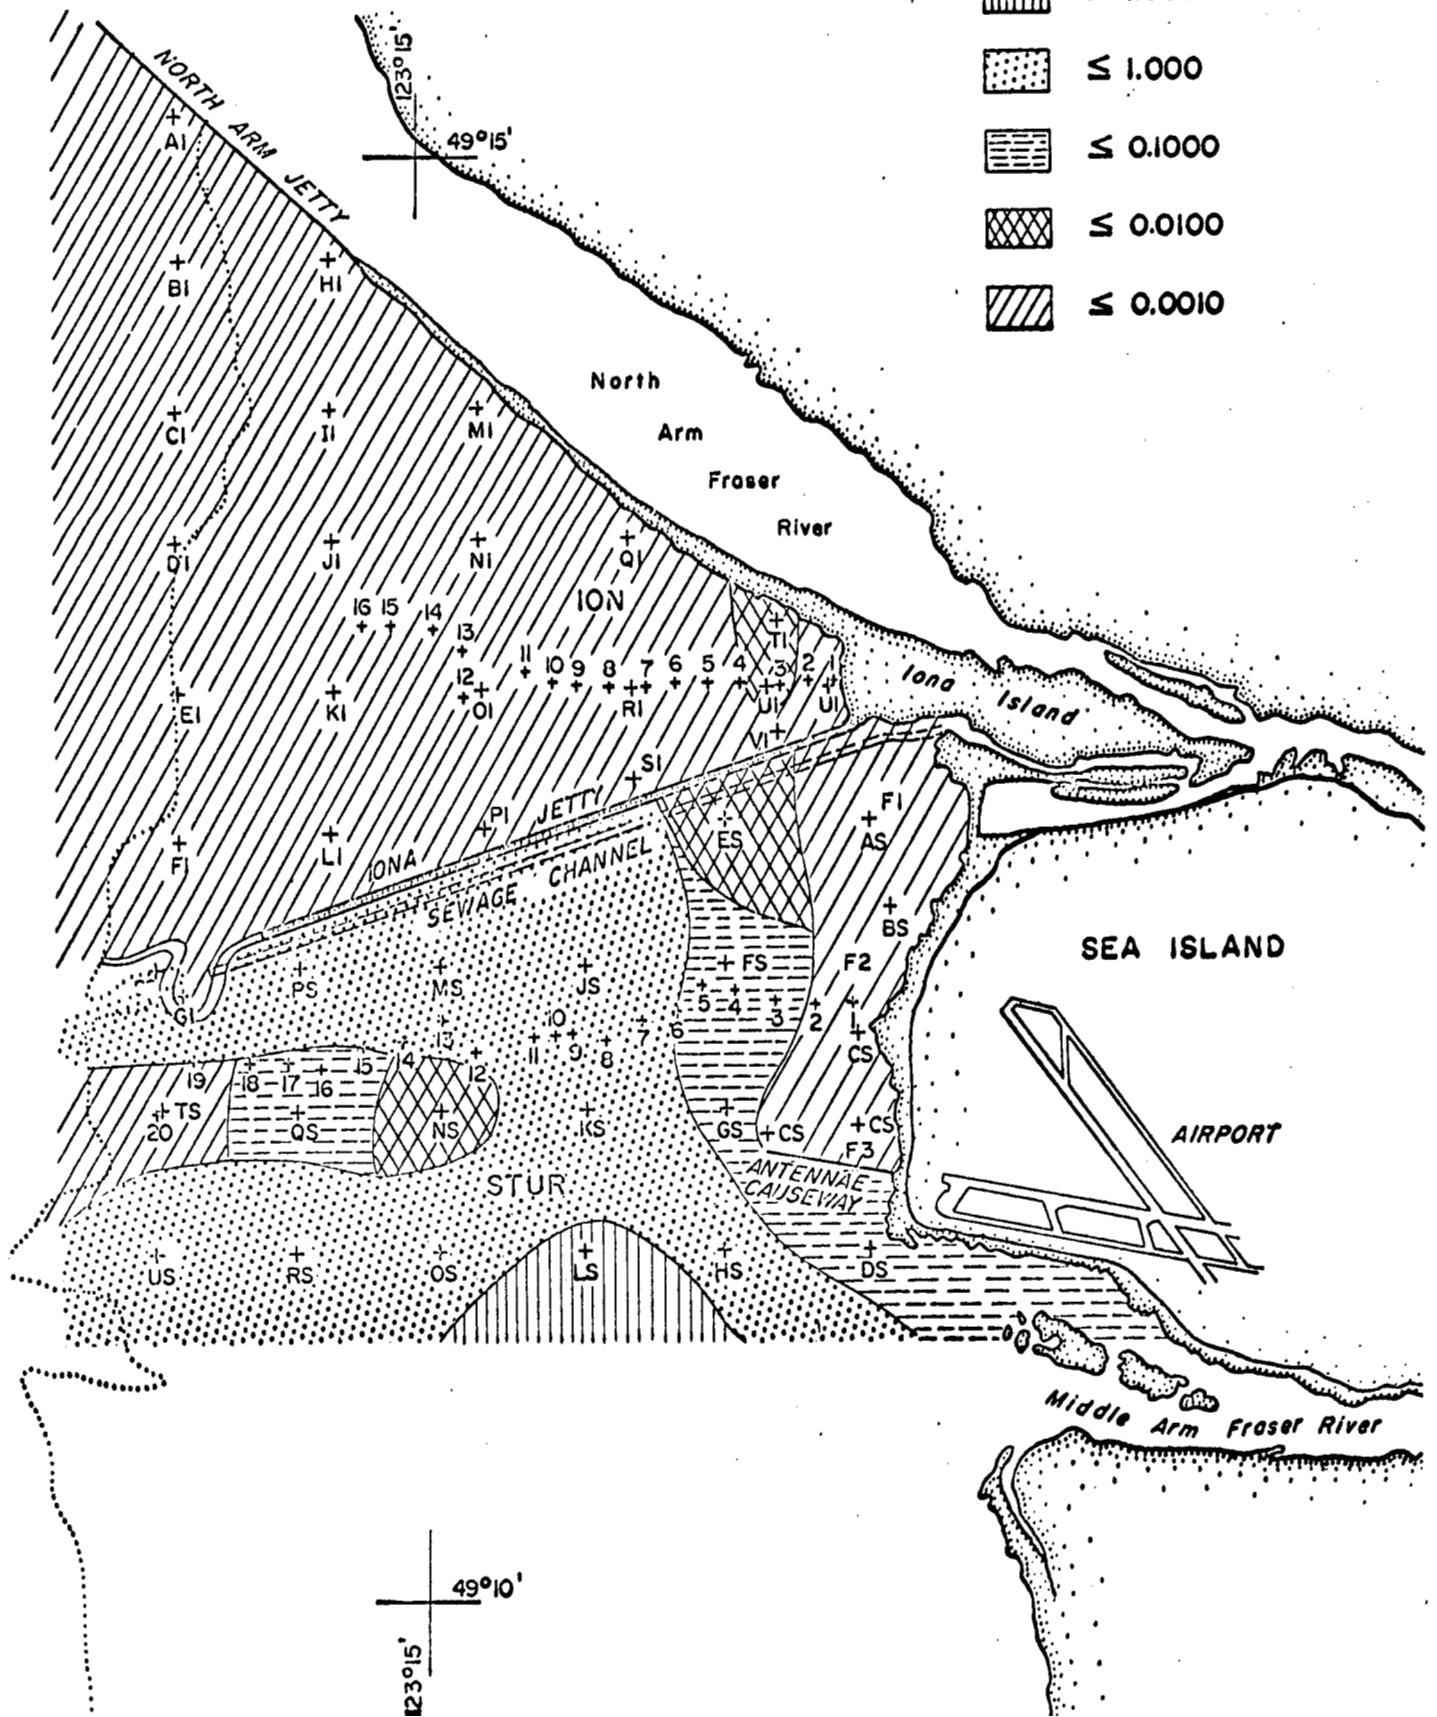 ≤ 1.000
≤ 0.1000
≤ 0.0100
≤ 0.0010
123°15'
49°15'
NORTH ARM JETTY
A1
B1 H1
North
Arm
Fraser
River
C1 I1 M1
D1 J1 N1 Q1
ION
16 15 14
13
T1
11 10 9 8 7 6 5 4 3 2 1
12
E1 K1 O1 R1 U1 U1
V1
Iona Island
S1
P1
F1 L1
IONA JETTY
SEWAGE CHANNEL
ES
F1
AS
BS
SEA ISLAND
PS MS JS FS F2
G1
5 4 3 2 1
13 10 7 6
11 9 8
CS
19 18 17 16 15 14 12
TS
20
QS NS KS GS CS CS
F3
AIRPORT
ANTENNAE
CAUSEWAY
STUR
US RS OS LS HS DS
Middle Arm Fraser River
49°10'
123°15'